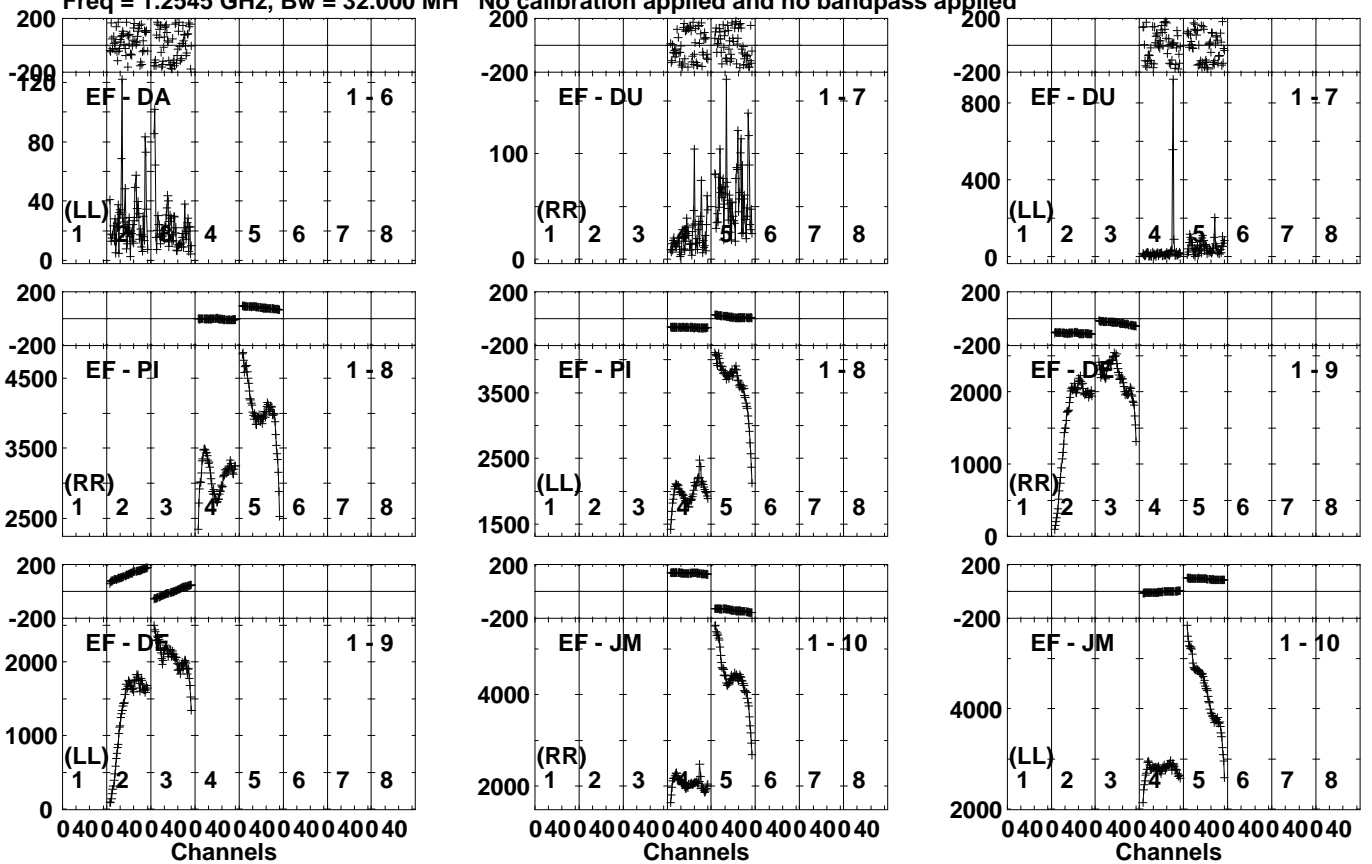 Freq = 1.2545 GHz, Bw = 32.000 MH No calibration applied and no bandpass applied
200 200 200
-200 -200 -200
120
EF - DA 1 - 6 EF - DU 1 - 7 EF - DU 1 - 7
80 100 800
40 400
0 0 0
(LL) (RR) (LL)
1 2 3 4 5 6 7 8 1 2 3 4 5 6 7 8 1 2 3 4 5 6 7 8
200 200 200
-200 -200 -200
EF - PI 1 - 8 EF - PI 1 - 8 EF - DE 1 - 9
4500 3500 2000
3500 2500 1000
2500 1500 0
(RR) (LL) (RR)
1 2 3 4 5 6 7 8 1 2 3 4 5 6 7 8 1 2 3 4 5 6 7 8
200 200 200
-200 -200 -200
EF - DE 1 - 9 EF - JM 1 - 10 EF - JM 1 - 10
2000 4000 4000
1000 2000 2000
0
(LL) (RR) (LL)
1 2 3 4 5 6 7 8 1 2 3 4 5 6 7 8 1 2 3 4 5 6 7 8
0 40 0 40 0 40 0 40 0 40 0 40 0 40 0 40 0 40 0 40 0 40 0 40 0 40 0 40 0 40 0 40 0 40 0 40 0 40 0 40 0 40 0 40 0 40 0 40
Channels Channels Channels